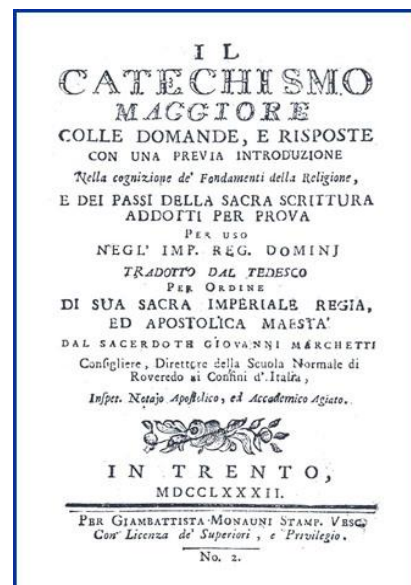 IL
CATECHISMO
MAGGIORE
COLLE DOMANDE, E RISPOSTE
CON UNA PREVIA INTRODUZIONE
Nella cognizione de' Fondamenti della Religione,
E DEI PASSI DELLA SACRA SCRITTURA
ADDOTTI PER PROVA
PER USO
NEGL' IMP. REG. DOMINJ
TRADOTTO DAL TEDESCO
PER ORDINE
DI SUA SACRA IMPERIALE REGIA,
ED APOSTOLICA MAESTA'
DAL SACERDOTE GIOVANNI MARCHETTI
Consigliere, Direttore della Scuola Normale di
Roveredo ai Confini d'Italia,
Inspet. Notajo Apostolico, ed Accademico Agiato.
IN TRENTO,
MDCCLXXXII.
PER GIAMBATTISTA MONAUNI STAMP. VESC.
Con Licenza de' Superiori, e Privilegio.
No. 2.